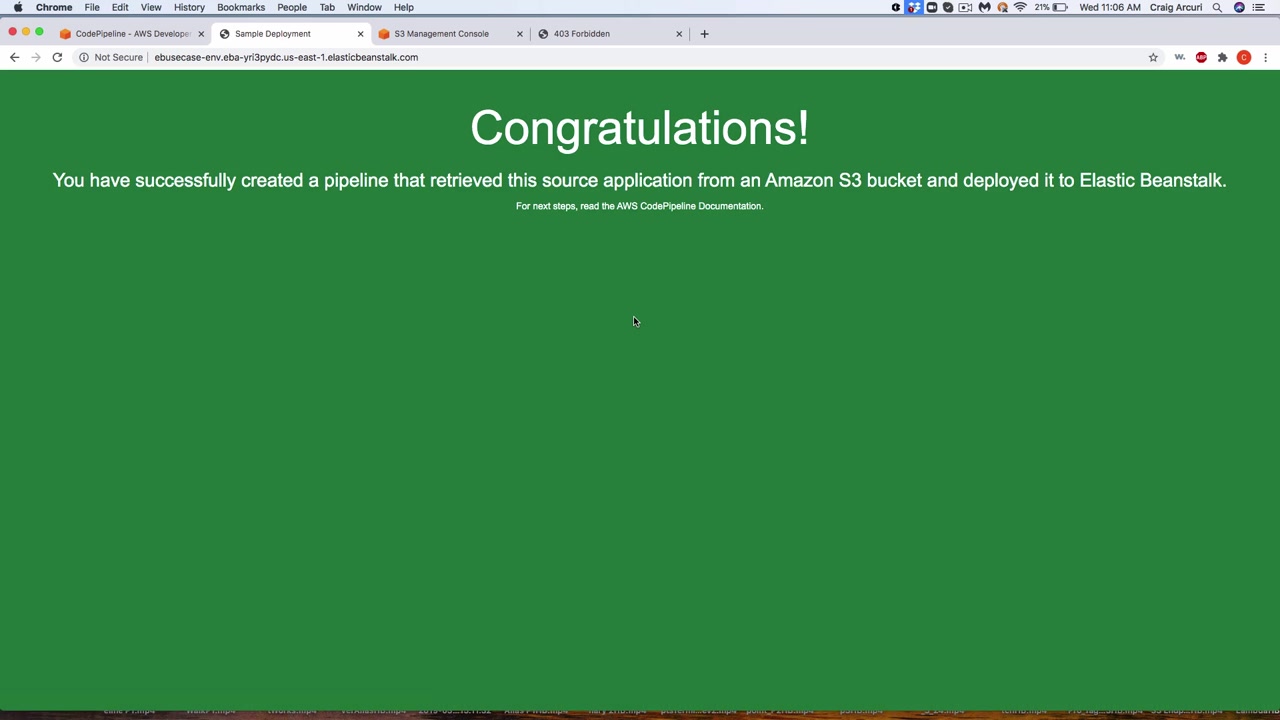 Chrome File Edit View History Bookmarks People Tab Window Help 21% Wed 11:06 AM Craig Arcuri
CodePipeline - AWS Developer Sample Deployment S3 Management Console 403 Forbidden
Not Secure ebusecase-env.eba-yri3pydc.us-east-1.elasticbeanstalk.com W. ABP C
Congratulations!
You have successfully created a pipeline that retrieved this source application from an Amazon S3 bucket and deployed it to Elastic Beanstalk.
For next steps, read the AWS CodePipeline Documentation.